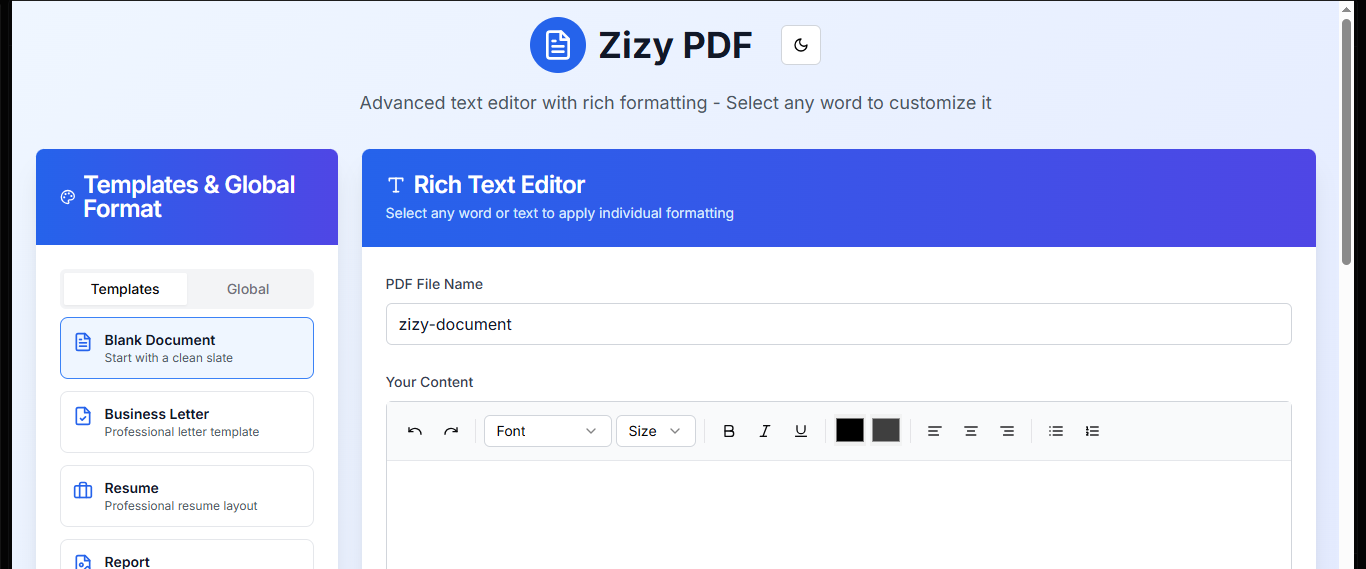 Zizy PDF
Advanced text editor with rich formatting - Select any word to customize it
Templates & Global
Format
Templates
Global
Blank Document
Start with a clean slate
Business Letter
Professional letter template
Resume
Professional resume layout
Report
Rich Text Editor
Select any word or text to apply individual formatting
PDF File Name
zizy-document
Your Content
Font
Size